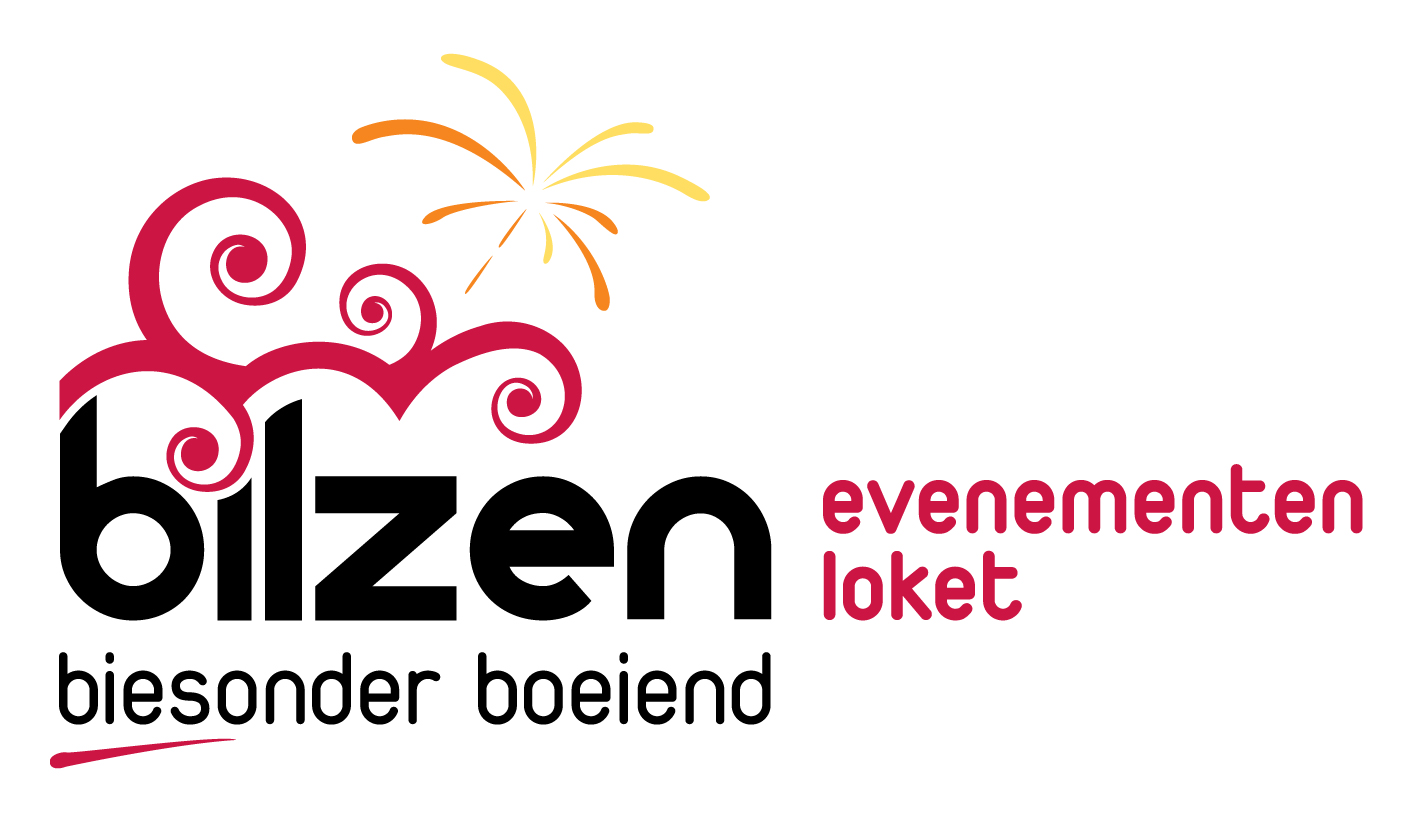 bilzen
biesonder boeiend
evenementen
loket